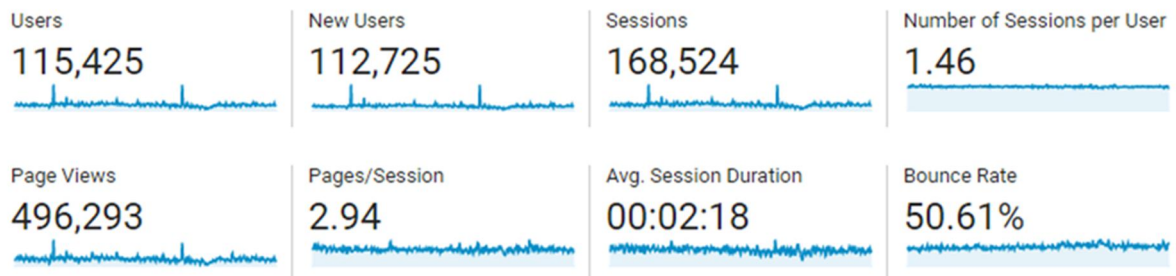 Users
115,425
New Users
112,725
Sessions
168,524
Number of Sessions per User
1.46
Page Views
496,293
Pages/Session
2.94
Avg. Session Duration
00:02:18
Bounce Rate
50.61%